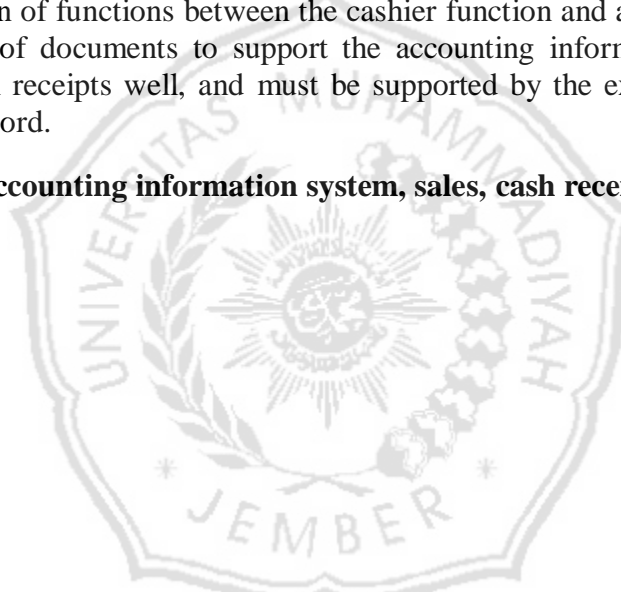 n of functions between the cashier function and a
of documents to support the accounting inform
receipts well, and must be supported by the ex
ord.
ccounting information system, sales, cash recei
UNIVERSITAS MUHAMMADIYAH
JEMBER